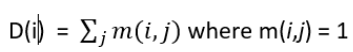 D(i) = ∑j m(i, j) where m(i,j) = 1